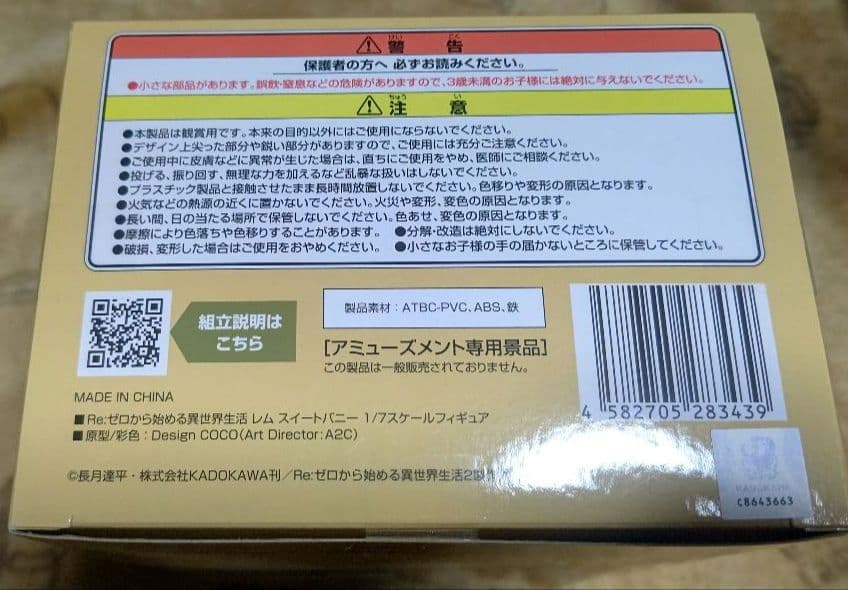 ⚠警告
けい こく
保護者の方へ 必ずお読みください。
●小さな部品があります。誤飲・窒息などの危険がありますので、3歳未満のお子様には絶対に与えないでください。
⚠注意
ちゅう い
●本製品は観賞用です。本来の目的以外にはご使用にならないでください。
●デザイン上尖った部分や鋭い部分がありますので、ご使用には充分ご注意ください。
●ご使用中に皮膚などに異常が生じた場合は、直ちにご使用をやめ、医師にご相談ください。
●投げる、振り回す、無理な力を加えるなど乱暴な扱いはしないでください。
●プラスチック製品と接触させたまま長時間放置しないでください。色移りや変形の原因となります。
●火気などの熱源の近くに置かないでください。火災や変形、変色の原因となります。
●長い間、日の当たる場所で保管しないでください。色あせ、変色の原因となります。
●摩擦により色落ちや色移りすることがあります。 ●分解・改造は絶対にしないでください。
●破損、変形した場合はご使用をおやめください。 ●小さなお子様の手の届かないところに保管してください。
組立説明は
こちら
製品素材：ATBC-PVC、ABS、鉄
[アミューズメント専用景品]
この製品は一般販売されておりません。
4 582705 283439
MADE IN CHINA
■Re:ゼロから始める異世界生活 レム スイートバニー 1/7スケールフィギュア
■原型/彩色：Design COCO(Art Director:A2C)
©長月達平・株式会社KADOKAWA刊／Re:ゼロから始める異世界生活2製作
C8643663